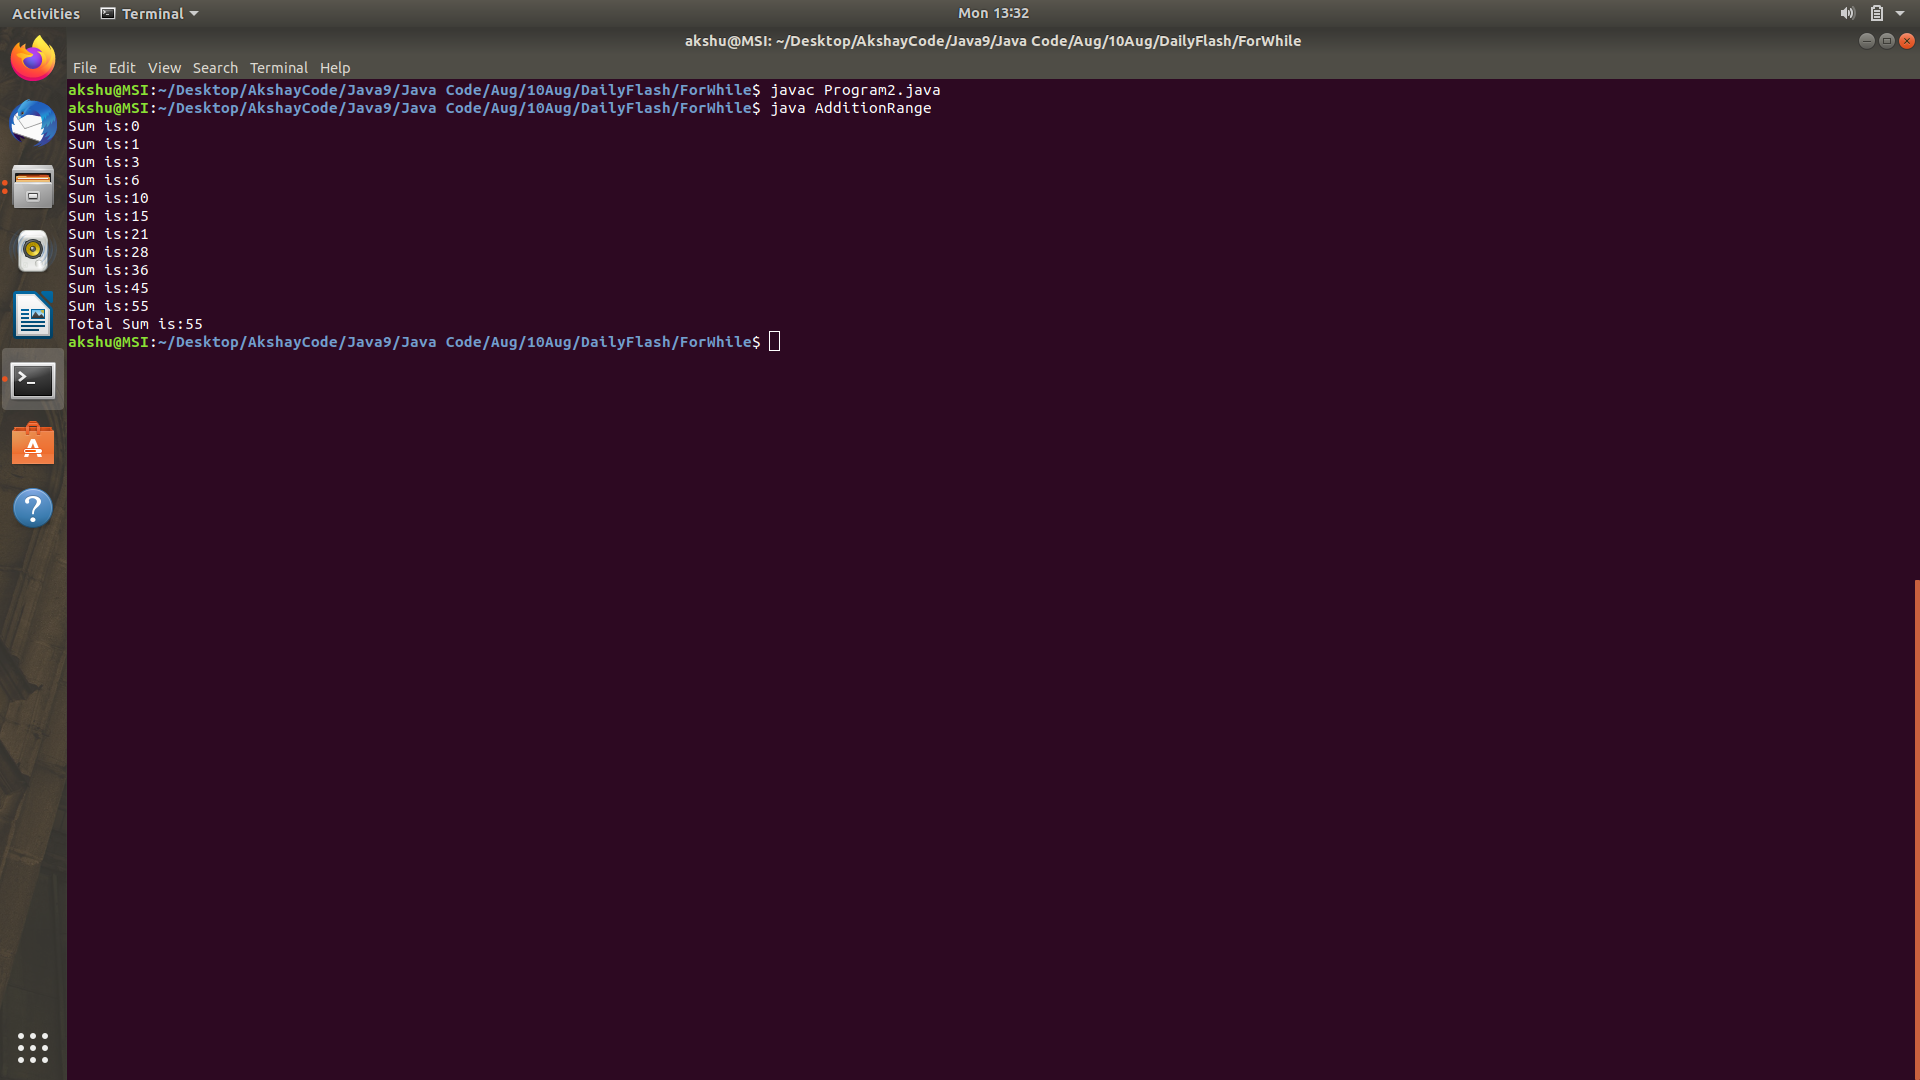 Activities Terminal Mon 13:32
akshu@MSI: ~/Desktop/AkshayCode/Java9/Java Code/Aug/10Aug/DailyFlash/ForWhile
File Edit View Search Terminal Help
akshu@MSI:~/Desktop/AkshayCode/Java9/Java Code/Aug/10Aug/DailyFlash/ForWhile$ javac Program2.java
akshu@MSI:~/Desktop/AkshayCode/Java9/Java Code/Aug/10Aug/DailyFlash/ForWhile$ java AdditionRange
Sum is:0
Sum is:1
Sum is:3
Sum is:6
Sum is:10
Sum is:15
Sum is:21
Sum is:28
Sum is:36
Sum is:45
Sum is:55
Total Sum is:55
akshu@MSI:~/Desktop/AkshayCode/Java9/Java Code/Aug/10Aug/DailyFlash/ForWhile$